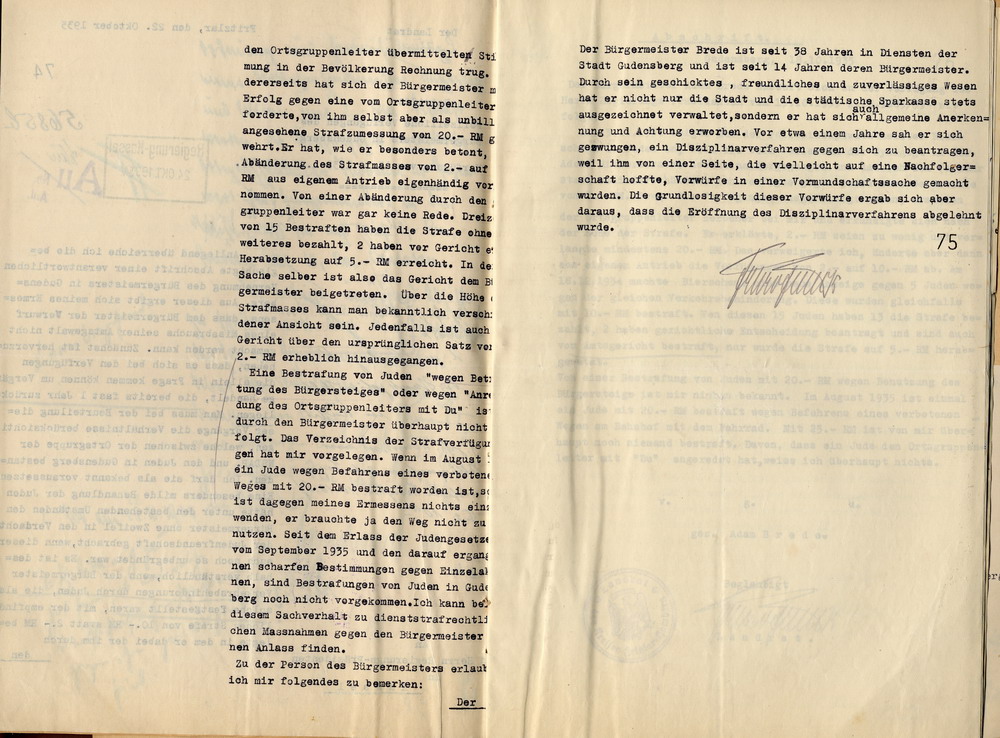 den Ortsgruppenleiter übermittelten Sti
mung in der Bevölkerung Rechnung trug.
dererseits hat sich der Bürgermeister m
Erfolg gegen eine vom Ortsgruppenleiter
forderte,von ihm selbst aber als unbill
angesehene Strafzumessung von 20.- RM g
wehrt.Er hat, wie er besonders betont,
Abänderung des Strafmasses von 2.- auf
RM aus eigenem Antrieb eigenhändig vor
nommen. Von einer Abänderung durch den
gruppenleiter war gar keine Rede. Dreiz
von 15 Bestraften haben die Strafe ohne
weiteres bezahlt, 2 haben vor Gericht e
Herabsetzung auf 5.- RM erreicht. In de
Sache selber ist also das Gericht dem Bü
germeister beigetreten. Über die Höhe
Strafmasses kann man bekanntlich versch
dener Ansicht sein. Jedenfalls ist auch
Gericht über den ursprünglichen Satz vo
2.- RM erheblich hinausgegangen.
Eine Bestrafung von Juden "wegen Bet
tung des Bürgersteiges" oder wegen "Anr
dung des Ortsgruppenleiters mit Du" is
durch den Bürgermeister überhaupt nicht
folgt. Das Verzeichnis der Strafverfügu
gen hat mir vorgelegen. Wenn im August
ein Jude wegen Befahrens eines verboten
Weges mit 20.- RM bestraft worden ist,so
ist dagegen meines Ermessens nichts ein
wenden, er brauchte ja den Weg nicht zu
nutzen. Seit dem Erlass der Judengesetze
vom September 1935 und den darauf ergang
nen scharfen Bestimmungen gegen Einzelak
nen, sind Bestrafungen von Juden in Gude
berg noch nicht vorgekommen.Ich kann be
diesem Sachverhalt zu dienststrafrechtli
chen Massnahmen gegen den Bürgermeister
nen Anlass finden.
Zu der Person des Bürgermeisters erlaub
ich mir folgendes zu bemerken:
Der
Der Bürgermeister Brede ist seit 38 Jahren in Diensten der
Stadt Gudensberg und ist seit 14 Jahren deren Bürgermeister.
Durch sein geschicktes , freundliches und zuverlässiges Wesen
hat er nicht nur die Stadt und die städtische Sparkasse stets
ausgezeichnet verwaltet,sondern er hat sich auch allgemeine Anerken=
nung und Achtung erworben. Vor etwa einem Jahre sah er sich
gezwungen, ein Disziplinarverfahren gegen sich zu beantragen,
weil ihm von einer Seite, die vielleicht auf eine Nachfolger=
schaft hoffte, Vorwürfe in einer Vormundschaftssache gemacht
wurden. Die Grundlosigkeit dieser Vorwürfe ergab sich aber
daraus, dass die Eröffnung des Disziplinarverfahrens abgelehnt
wurde.
75